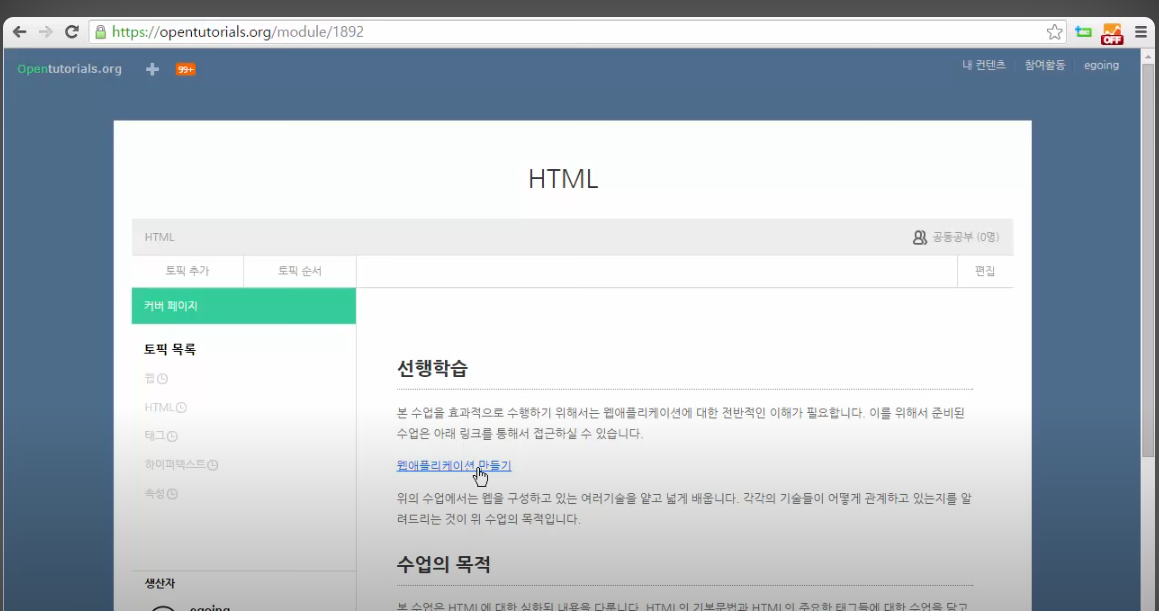 https://opentutorials.org/module/1892
OFF
Opentutorials.org
99+
내 컨텐츠
참여활동
egoing
HTML
HTML
공동공부 (0명)
토픽 추가
토픽 순서
편집
커버 페이지
토픽 목록
웹
HTML
태그
하이퍼텍스트
속성
생산자
egoing
선행학습
본 수업을 효과적으로 수행하기 위해서는 웹애플리케이션에 대한 전반적인 이해가 필요합니다. 이를 위해서 준비된
수업은 아래 링크를 통해서 접근하실 수 있습니다.
웹애플리케이션 만들기
위의 수업에서는 웹을 구성하고 있는 여러기술을 얕고 넓게 배웁니다. 각각의 기술들이 어떻게 관계하고 있는지를 알
려드리는 것이 위 수업의 목적입니다.
수업의 목적
본 수업은 HTML에 대한 심화된 내용을 다룹니다. HTML의 기본문법과 HTML의 주요한 태그들에 대한 수업을 담고